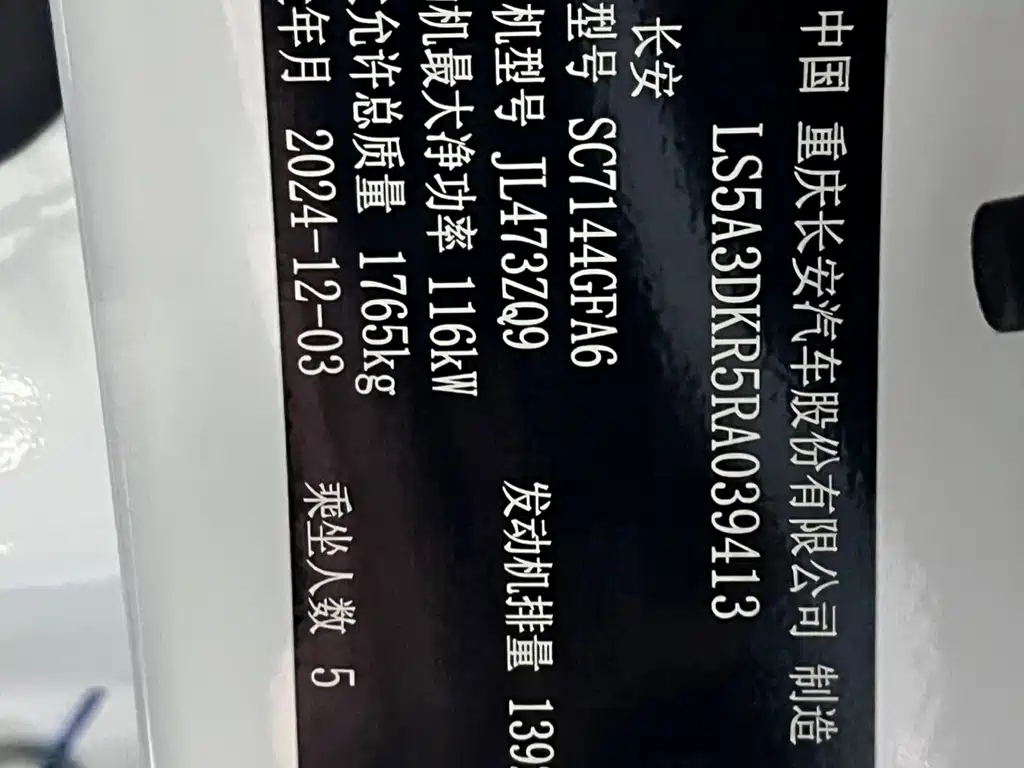 中国 重庆长安汽车股份有限公司 制造
LS5A3DKR5RA039413
长安
型号 SC7144GFA6
机型号 JL473ZQ9 发动机排量 139
机最大净功率 116kW
允许总质量 1765kg
年月 2024-12-03 乘坐人数 5